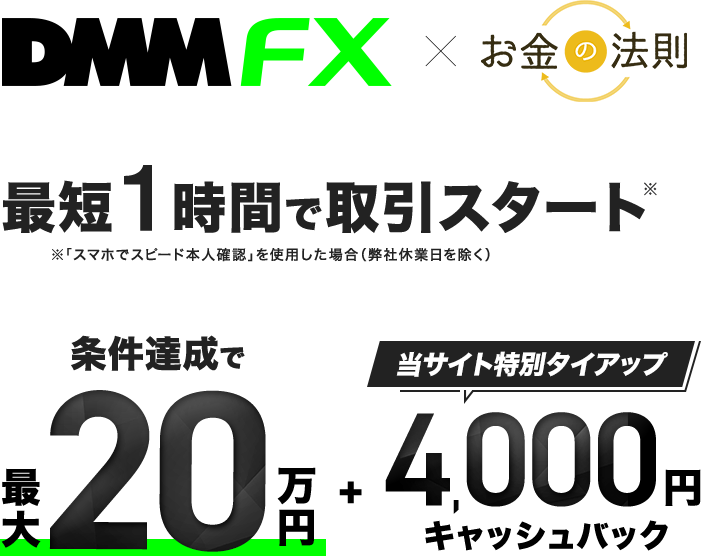 DMM FX × お金の法則
最短1時間で取引スタート※
※「スマホでスピード本人確認」を使用した場合（弊社休業日を除く）
条件達成で
最大20万円
+
当サイト特別タイアップ
4,000円
キャッシュバック